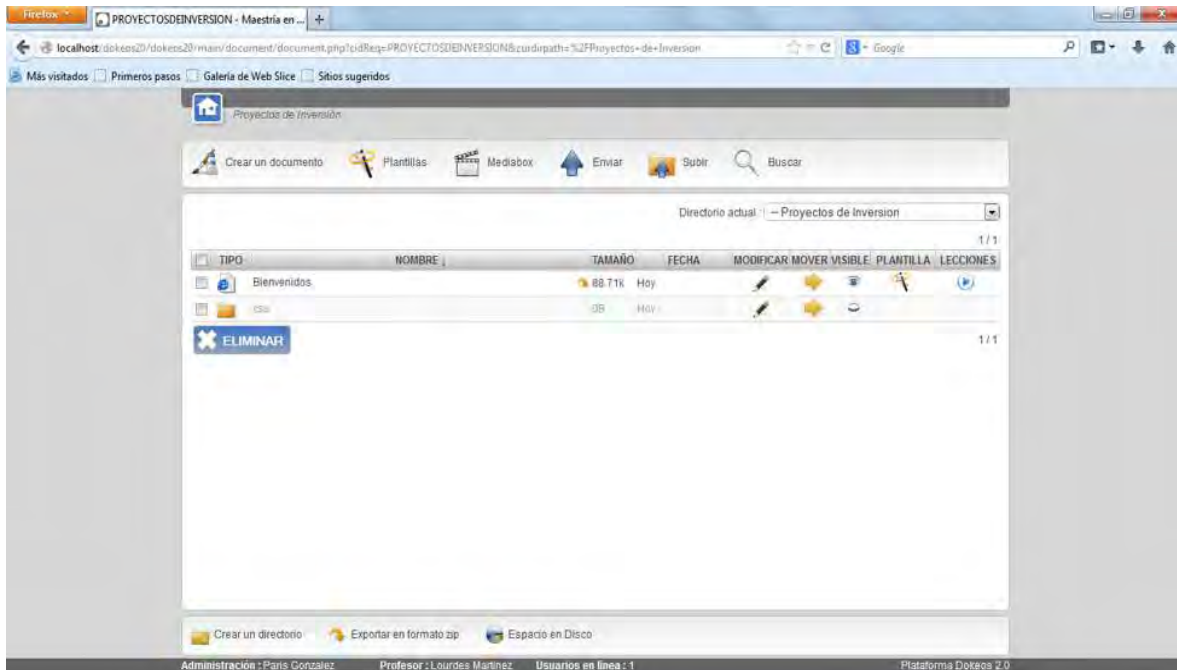 Firefox
PROYECTOSDEINVERSION - Maestría en ...
localhost/dokeos20/dokeos20/main/document/document.php?cidReq=PROYECTOSDEINVERSION&curdirpath=%2FProyectos+de+Inversion
Google
Más visitados Primeros pasos Galería de Web Slice Sitios sugeridos
Proyectos de Inversión
Crear un documento Plantillas Mediabox Enviar Subir Buscar
Directorio actual : -- Proyectos de Inversion
1 / 1
TIPO NOMBRE ↓ TAMAÑO FECHA MODIFICAR MOVER VISIBLE PLANTILLA LECCIONES
Bienvenidos 88.71K Hoy
css 0B Hoy
ELIMINAR
1 / 1
Crear un directorio Exportar en formato zip Espacio en Disco
Administración : Paris Gonzalez Profesor : Lourdes Martinez Usuarios en línea : 1 Plataforma Dokeos 2.0